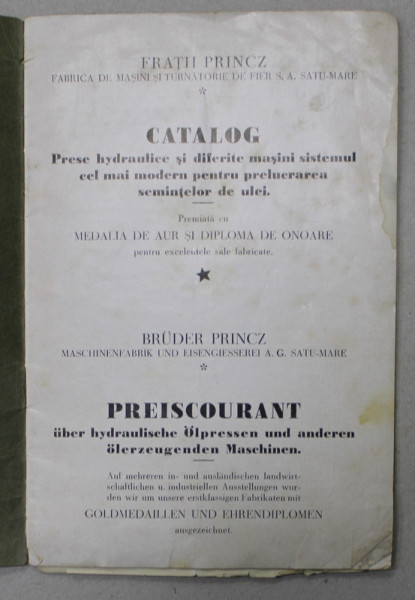 FRAȚII PRINCZ
FABRICA DE MAȘINI ȘI TURNĂTORIE DE FIER S. A. SATU-MARE
*
CATALOG
Prese hydraulice și diferite mașini sistemul
cel mai modern pentru prelucrarea
semințelor de ulei.
Premiată cu
MEDALIA DE AUR ȘI DIPLOMA DE ONOARE
pentru excelentele sale fabricate.
★
BRÜDER PRINCZ
MASCHINENFABRIK UND EISENGIESSEREI A. G. SATU-MARE
*
PREISCOURANT
über hydraulische Ölpressen und anderen
ölerzeugenden Maschinen.
Auf mehreren in- und ausländischen landwirt-
schaftlichen u. industriellen Ausstellungen wur-
den wir um unsere erstklassigen Fabrikaten mit
GOLDMEDAILLEN UND EHRENDIPLOMEN
ausgezeichnet.